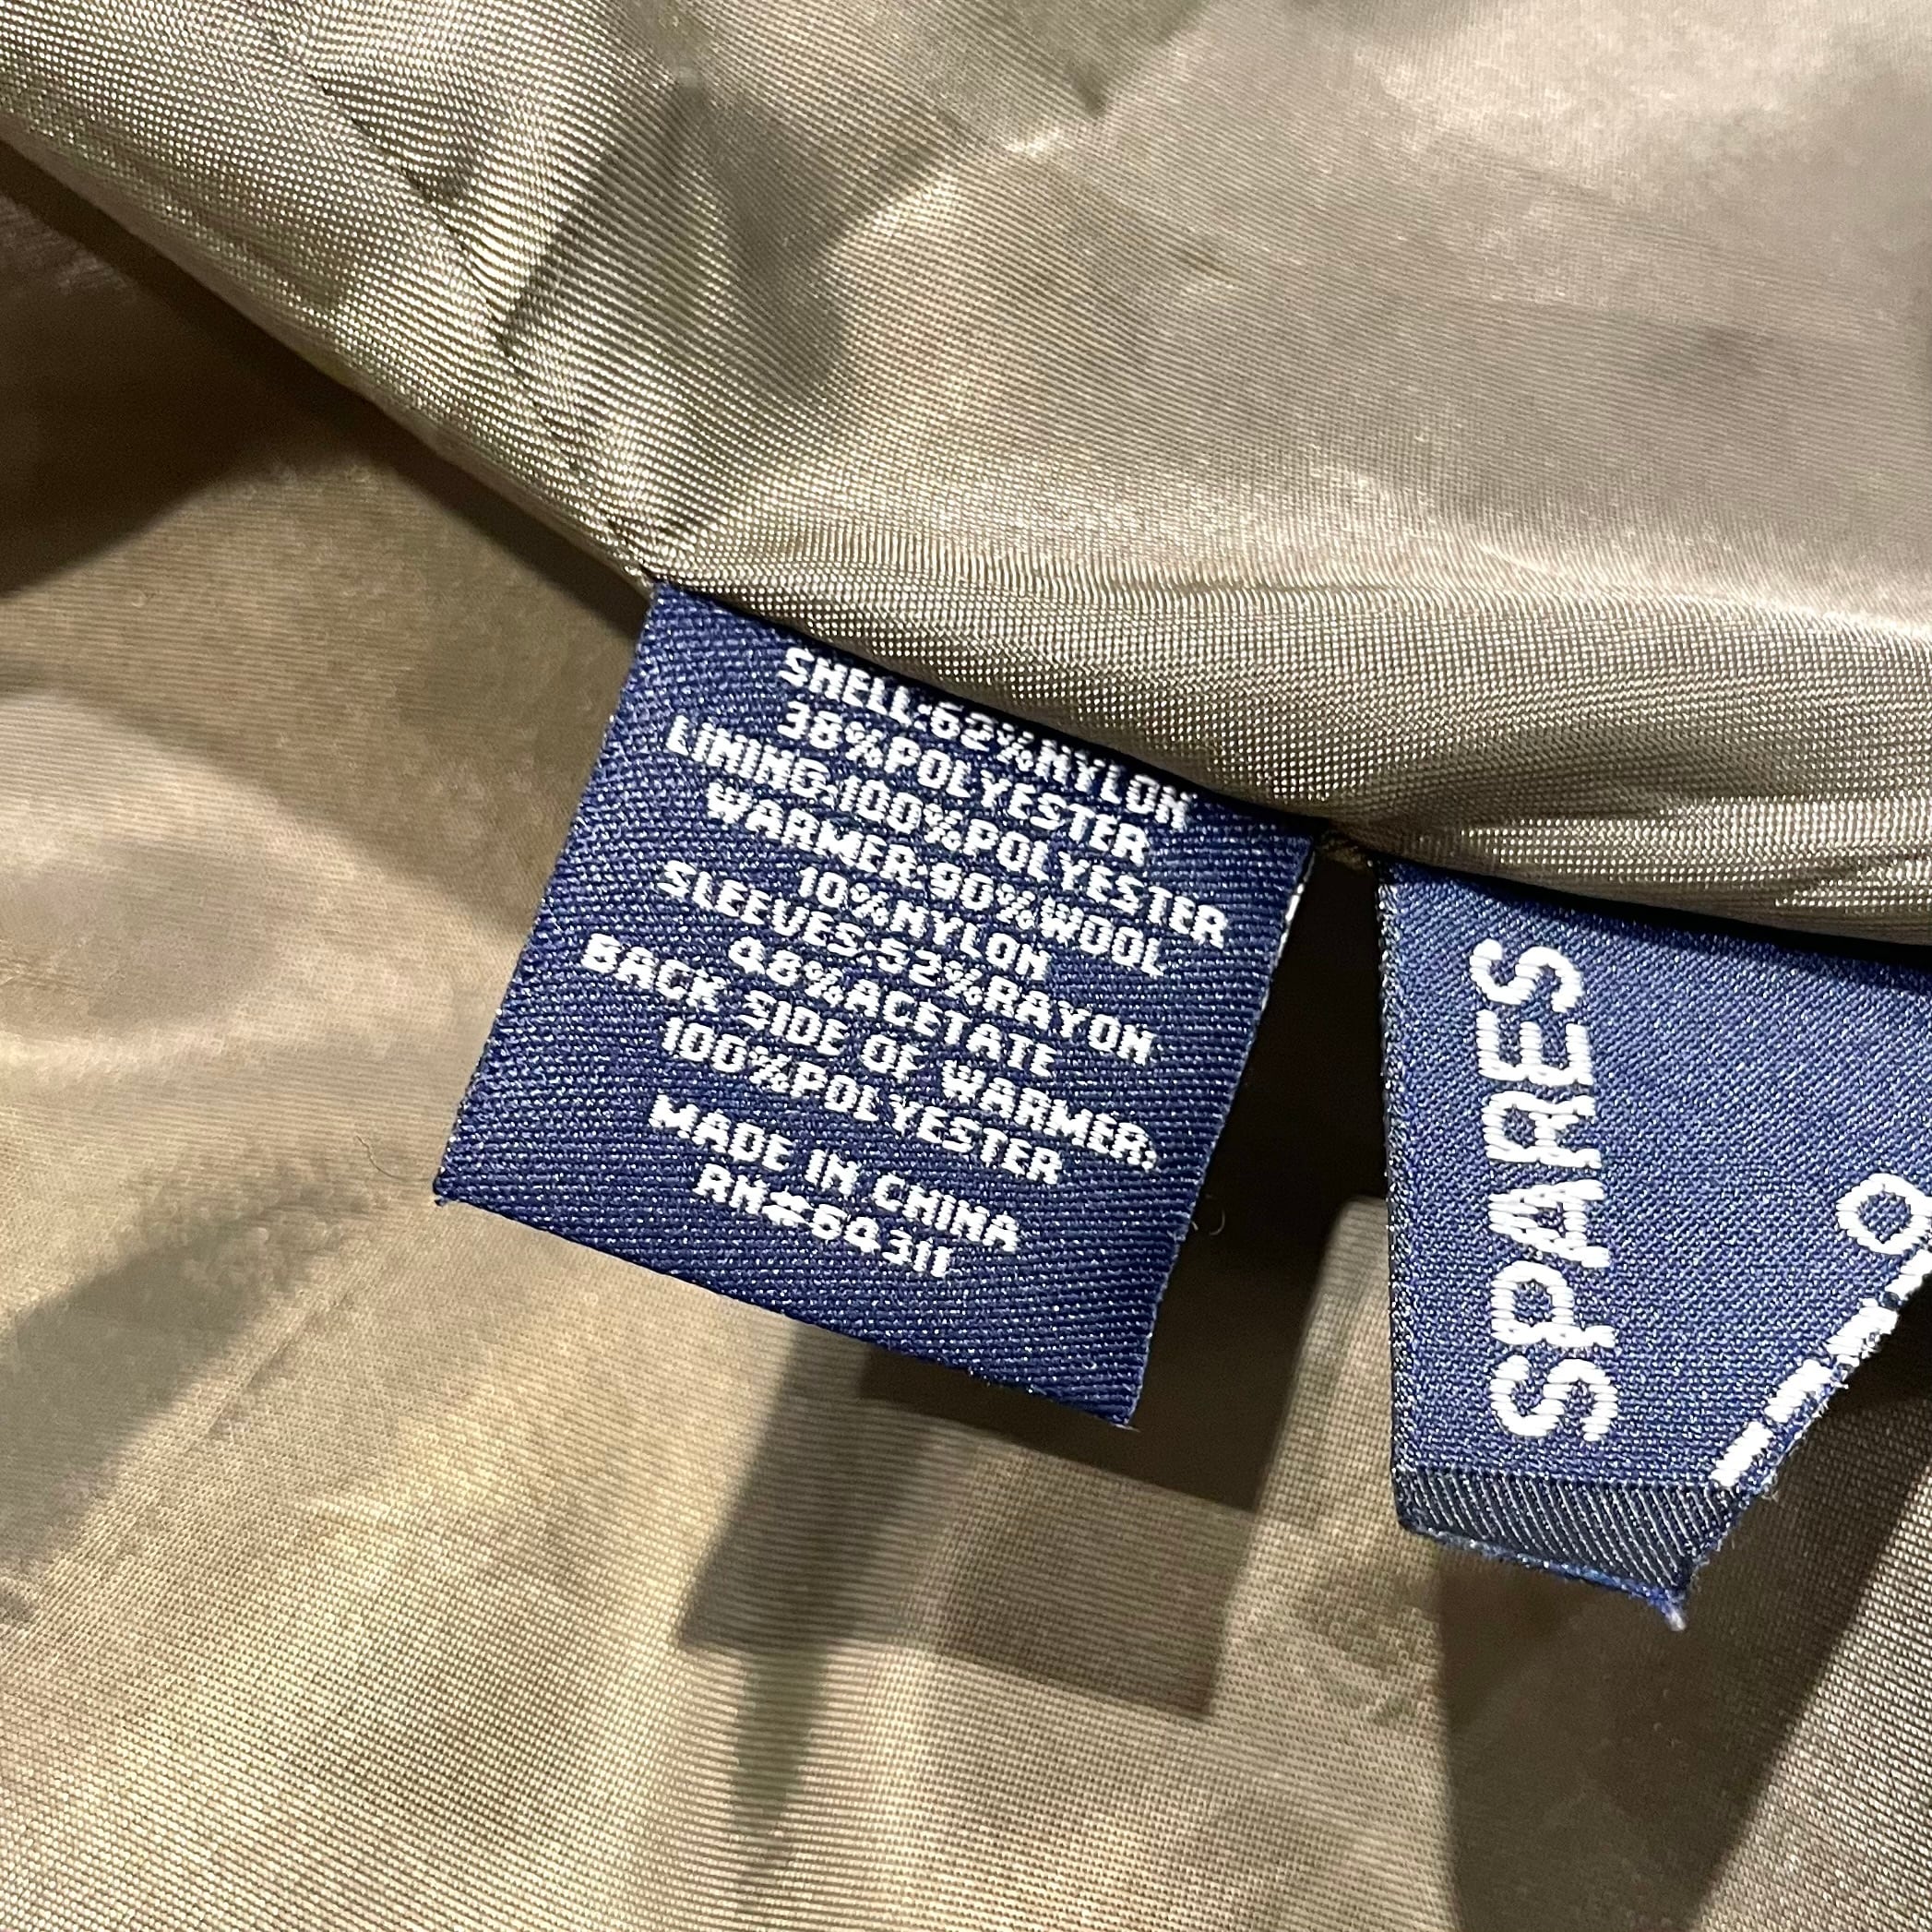 SHELL:62%NYLON
38%POLYESTER
LINING:100%POLYESTER
WARMER:90%WOOL
10%NYLON
SLEEVES:52%RAYON
48%ACETATE
BACK SIDE OF WARMER:
100%POLYESTER
MADE IN CHINA
RN#64311
SPARES